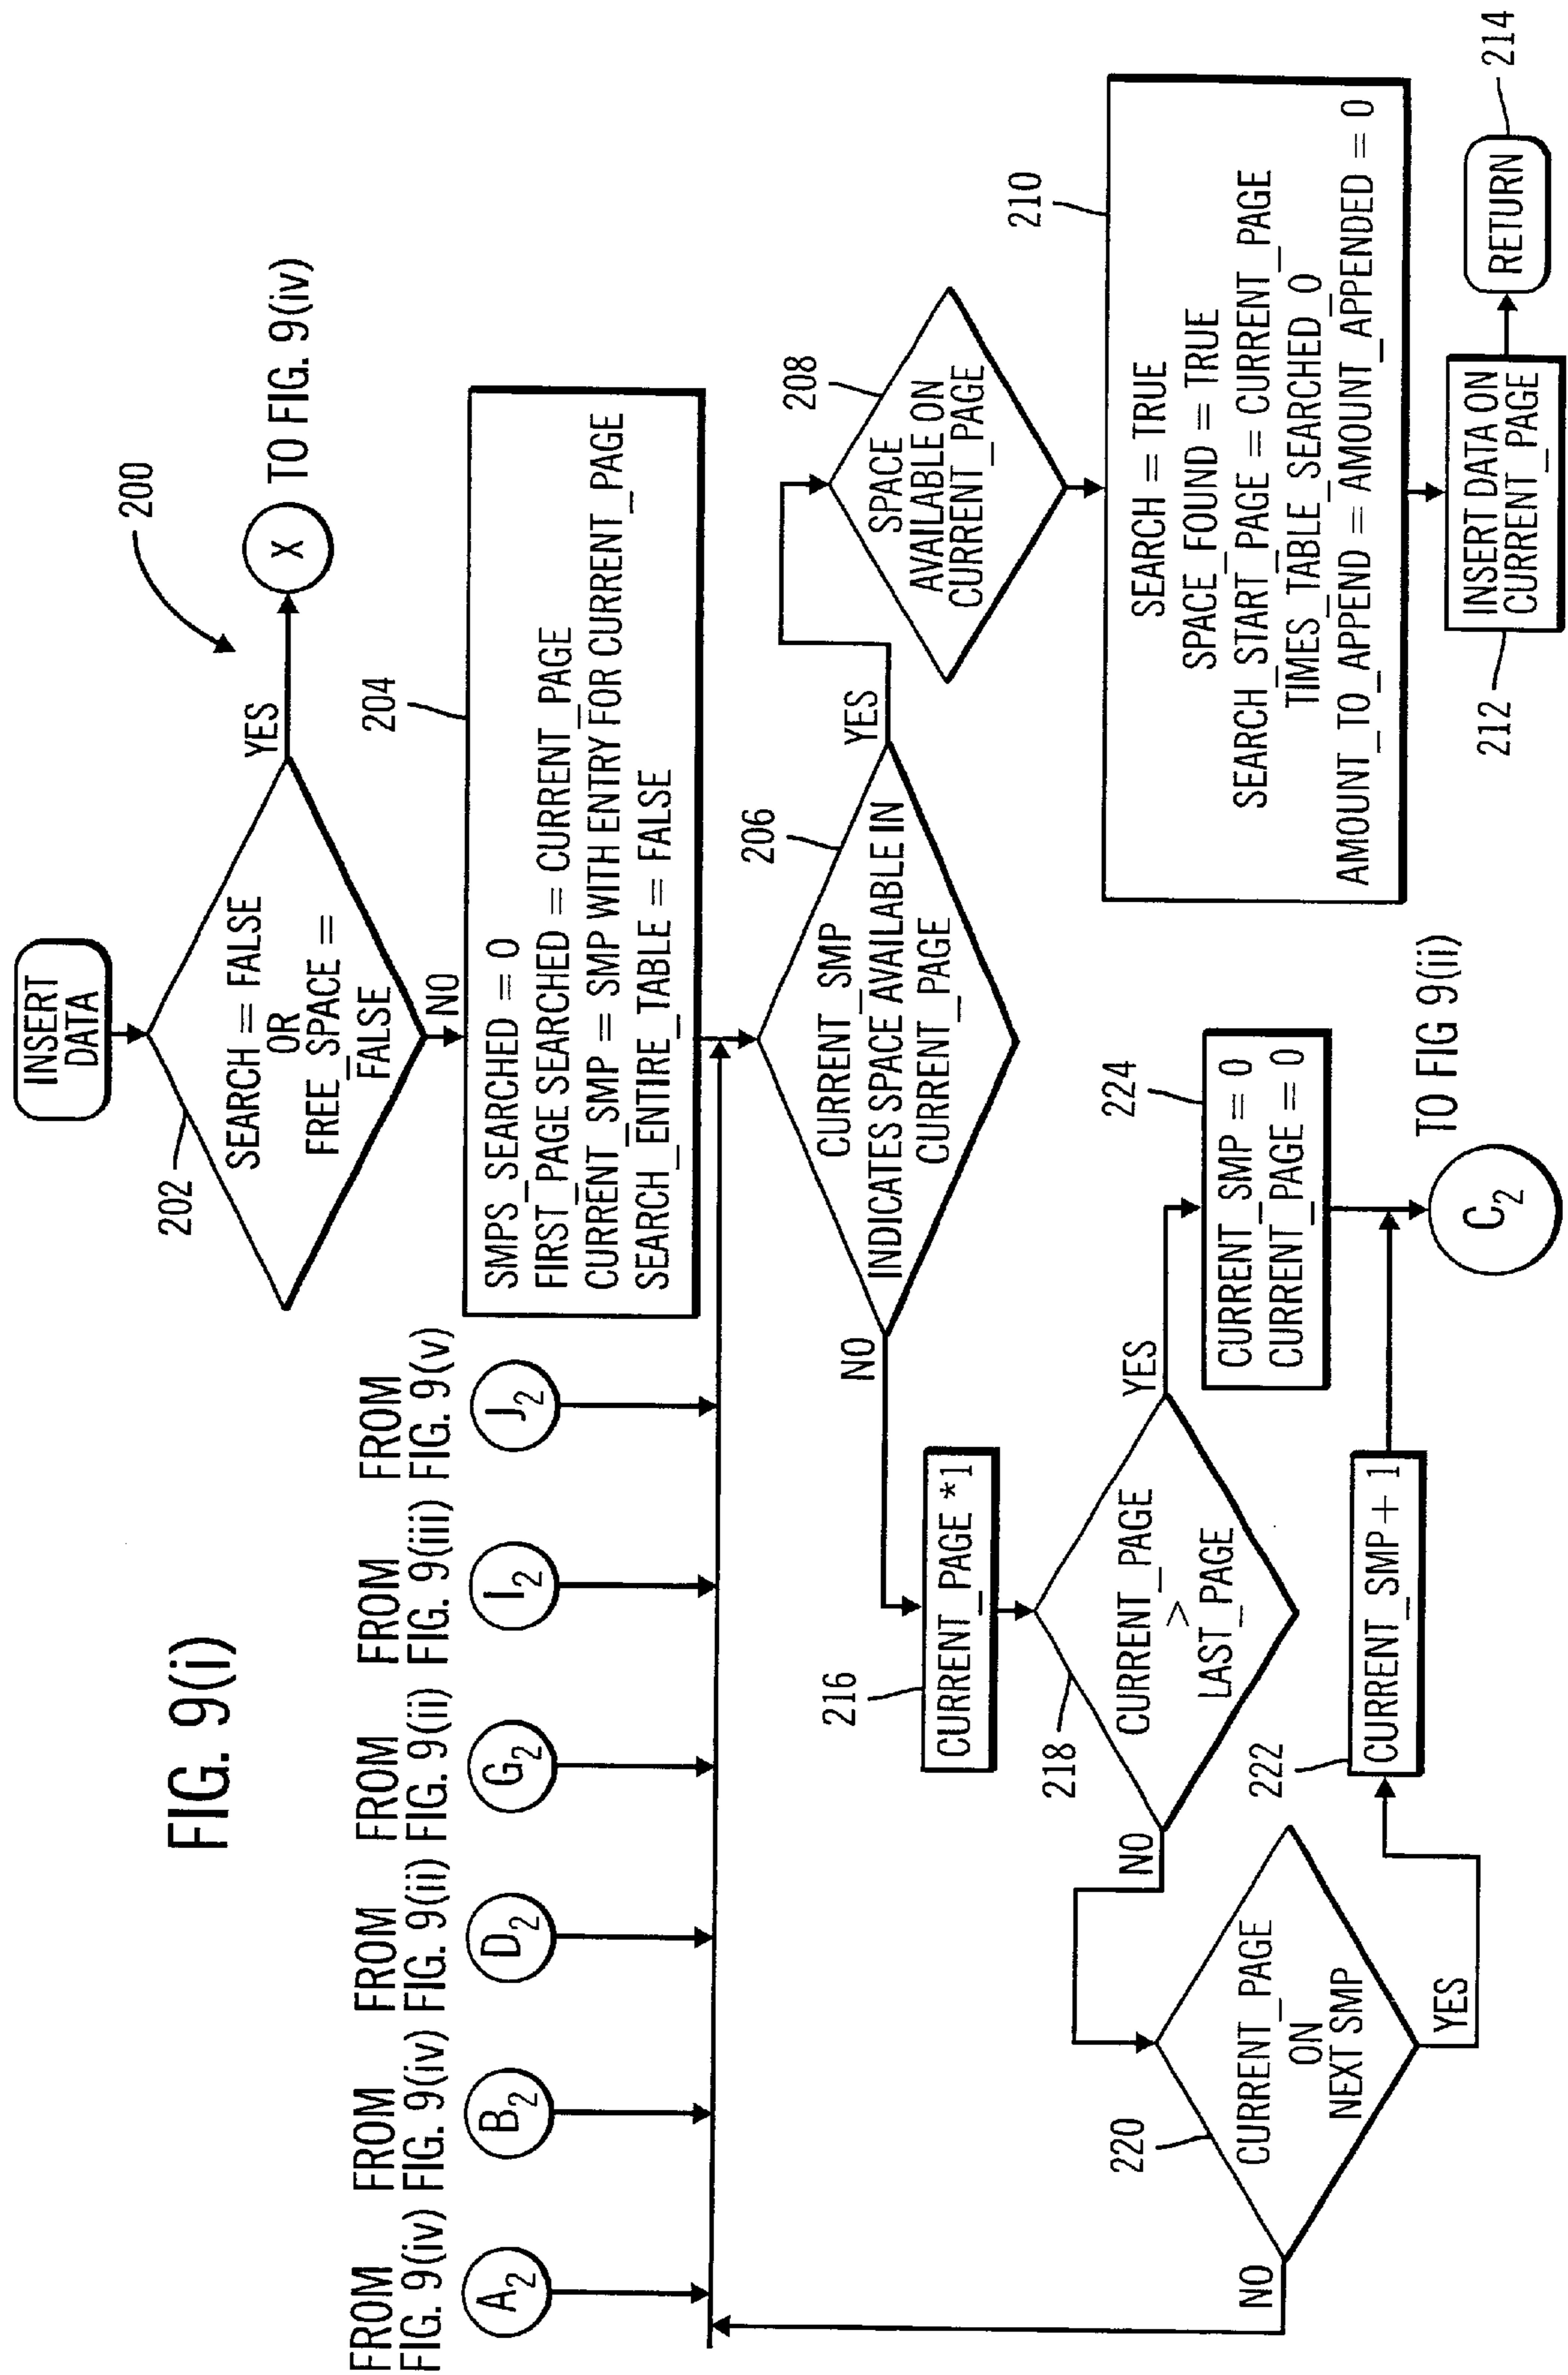 FIG. 9(i)
INSERT
DATA
200
202
SEARCH = FALSE
OR
FREE_SPACE =
FALSE
YES
X
TO FIG. 9(iv)
NO
204
SMPS_SEARCHED = 0
FIRST_PAGE SEARCHED = CURRENT_PAGE
CURRENT_SMP = SMP WITH ENTRY FOR CURRENT_PAGE
SEARCH_ENTIRE_TABLE = FALSE
FROM
FIG. 9(iv)
A2
FROM
FIG. 9(iv)
B2
FROM
FIG. 9(ii)
D2
FROM
FIG. 9(ii)
G2
FROM
FIG. 9(iii)
I2
FROM
FIG. 9(v)
J2
206
CURRENT_SMP
INDICATES SPACE AVAILABLE IN
CURRENT_PAGE
NO
YES
208
SPACE
AVAILABLE ON
CURRENT_PAGE
210
SEARCH = TRUE
SPACE_FOUND = TRUE
SEARCH_START_PAGE = CURRENT_PAGE
TIMES_TABLE_SEARCHED_0
AMOUNT_TO_APPEND = AMOUNT_APPENDED = 0
212
INSERT DATA ON
CURRENT_PAGE
RETURN
214
216
CURRENT_PAGE *1
218
CURRENT_PAGE
>
LAST_PAGE
NO
YES
224
CURRENT_SMP = 0
CURRENT_PAGE = 0
220
CURRENT_PAGE
ON
NEXT SMP
NO
YES
222
CURRENT_SMP + 1
C2
TO FIG 9(ii)